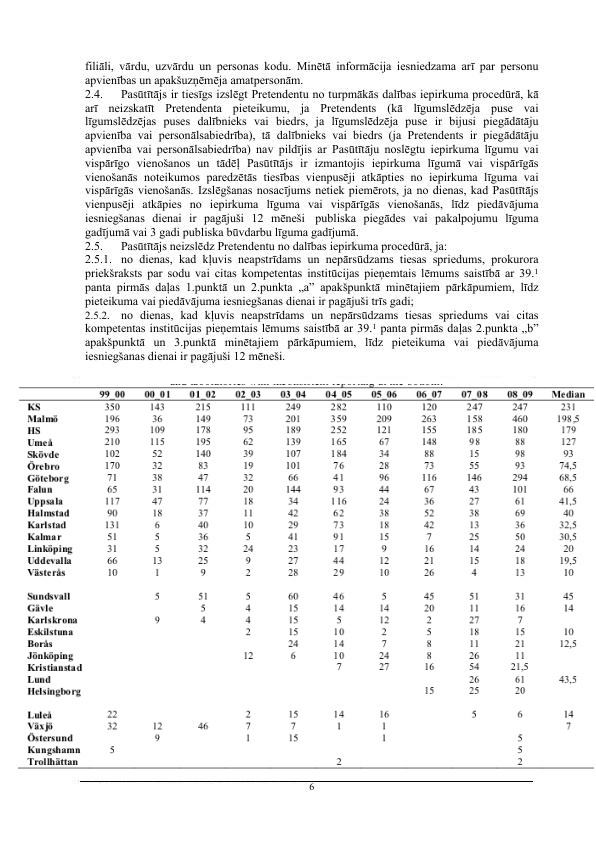 filiāli, vārdu, uzvārdu un personas kodu. Minētā informācija iesniedzama arī par personu
apvienības un apakšuzņēmēja amatpersonām.
2.4. Pasūtītājs ir tiesīgs izslēgt Pretendentu no turpmākās dalības iepirkuma procedūrā, kā
arī neizskatīt Pretendenta pieteikumu, ja Pretendents (kā līgumslēdzēja puse vai
līgumslēdzējas puses dalībnieks vai biedrs, ja līgumslēdzēja puse ir bijusi piegādātāju
apvienība vai personālsabiedrība), tā dalībnieks vai biedrs (ja Pretendents ir piegādātāju
apvienība vai personālsabiedrība) nav pildījis ar Pasūtītāju noslēgtu iepirkuma līgumu vai
vispārīgo vienošanos un tādēļ Pasūtītājs ir izmantojis iepirkuma līgumā vai vispārīgās
vienošanās noteikumos paredzētās tiesības vienpusēji atkāpties no iepirkuma līguma vai
vispārīgās vienošanās. Izslēgšanas nosacījums netiek piemērots, ja no dienas, kad Pasūtītājs
vienpusēji atkāpies no iepirkuma līguma vai vispārīgās vienošanās, līdz piedāvājuma
iesniegšanas dienai ir pagājuši 12 mēneši publiska piegādes vai pakalpojumu līguma
gadījumā vai 3 gadi publiska būvdarbu līguma gadījumā.
2.5. Pasūtītājs neizslēdz Pretendentu no dalības iepirkuma procedūrā, ja:
2.5.1. no dienas, kad kļuvis neapstrīdams un nepārsūdzams tiesas spriedums, prokurora
priekšraksts par sodu vai citas kompetentas institūcijas pieņemtais lēmums saistībā ar 39.¹
panta pirmās daļas 1.punktā un 2.punkta „a” apakšpunktā minētajiem pārkāpumiem, līdz
pieteikuma vai piedāvājuma iesniegšanas dienai ir pagājuši trīs gadi;
2.5.2. no dienas, kad kļuvis neapstrīdams un nepārsūdzams tiesas spriedums vai citas
kompetentas institūcijas pieņemtais lēmums saistībā ar 39.¹ panta pirmās daļas 2.punkta „b”
apakšpunktā un 3.punktā minētajiem pārkāpumiem, līdz pieteikuma vai piedāvājuma
iesniegšanas dienai ir pagājuši 12 mēneši.
99_00 00_01 01_02 02_03 03_04 04_05 05_06 06_07 07_08 08_09 Median
KS 350 143 215 111 249 282 110 120 247 247 231
Malmö 196 36 149 73 201 359 209 263 158 460 198,5
HS 293 109 178 95 189 252 121 155 185 180 179
Umeå 210 115 195 62 139 165 67 148 98 88 127
Skövde 102 52 140 39 107 184 34 88 15 98 93
Örebro 170 32 83 19 101 76 28 73 55 93 74,5
Göteborg 71 38 47 32 66 41 96 116 146 294 68,5
Falun 65 31 114 20 144 93 44 67 43 101 66
Uppsala 117 47 77 18 34 116 24 36 27 61 41,5
Halmstad 90 18 37 11 42 62 38 52 38 69 40
Karlstad 131 6 40 10 29 73 18 42 13 36 32,5
Kalmar 51 5 36 5 41 91 15 7 25 50 30,5
Linköping 31 5 32 24 23 17 9 16 14 24 20
Uddevalla 66 13 25 9 27 44 12 21 15 18 19,5
Västerås 10 1 9 2 28 29 10 26 4 13 10
Sundsvall 5 51 5 60 46 5 45 51 31 45
Gävle 5 4 15 14 14 20 11 16 14
Karlskrona 9 4 4 15 5 12 2 27 7
Eskilstuna 2 15 10 2 5 18 15 10
Borås 24 14 7 8 11 21 12,5
Jönköping 12 6 10 24 8 26 11
Kristianstad 7 27 16 54 21,5
Lund 26 61 43,5
Helsingborg 15 25 20
Luleå 22 2 15 14 16 5 6 14
Växjö 32 12 46 7 7 1 1 7
Östersund 9 1 15 1 5
Kungshamn 5 5
Trollhättan 2 2
6